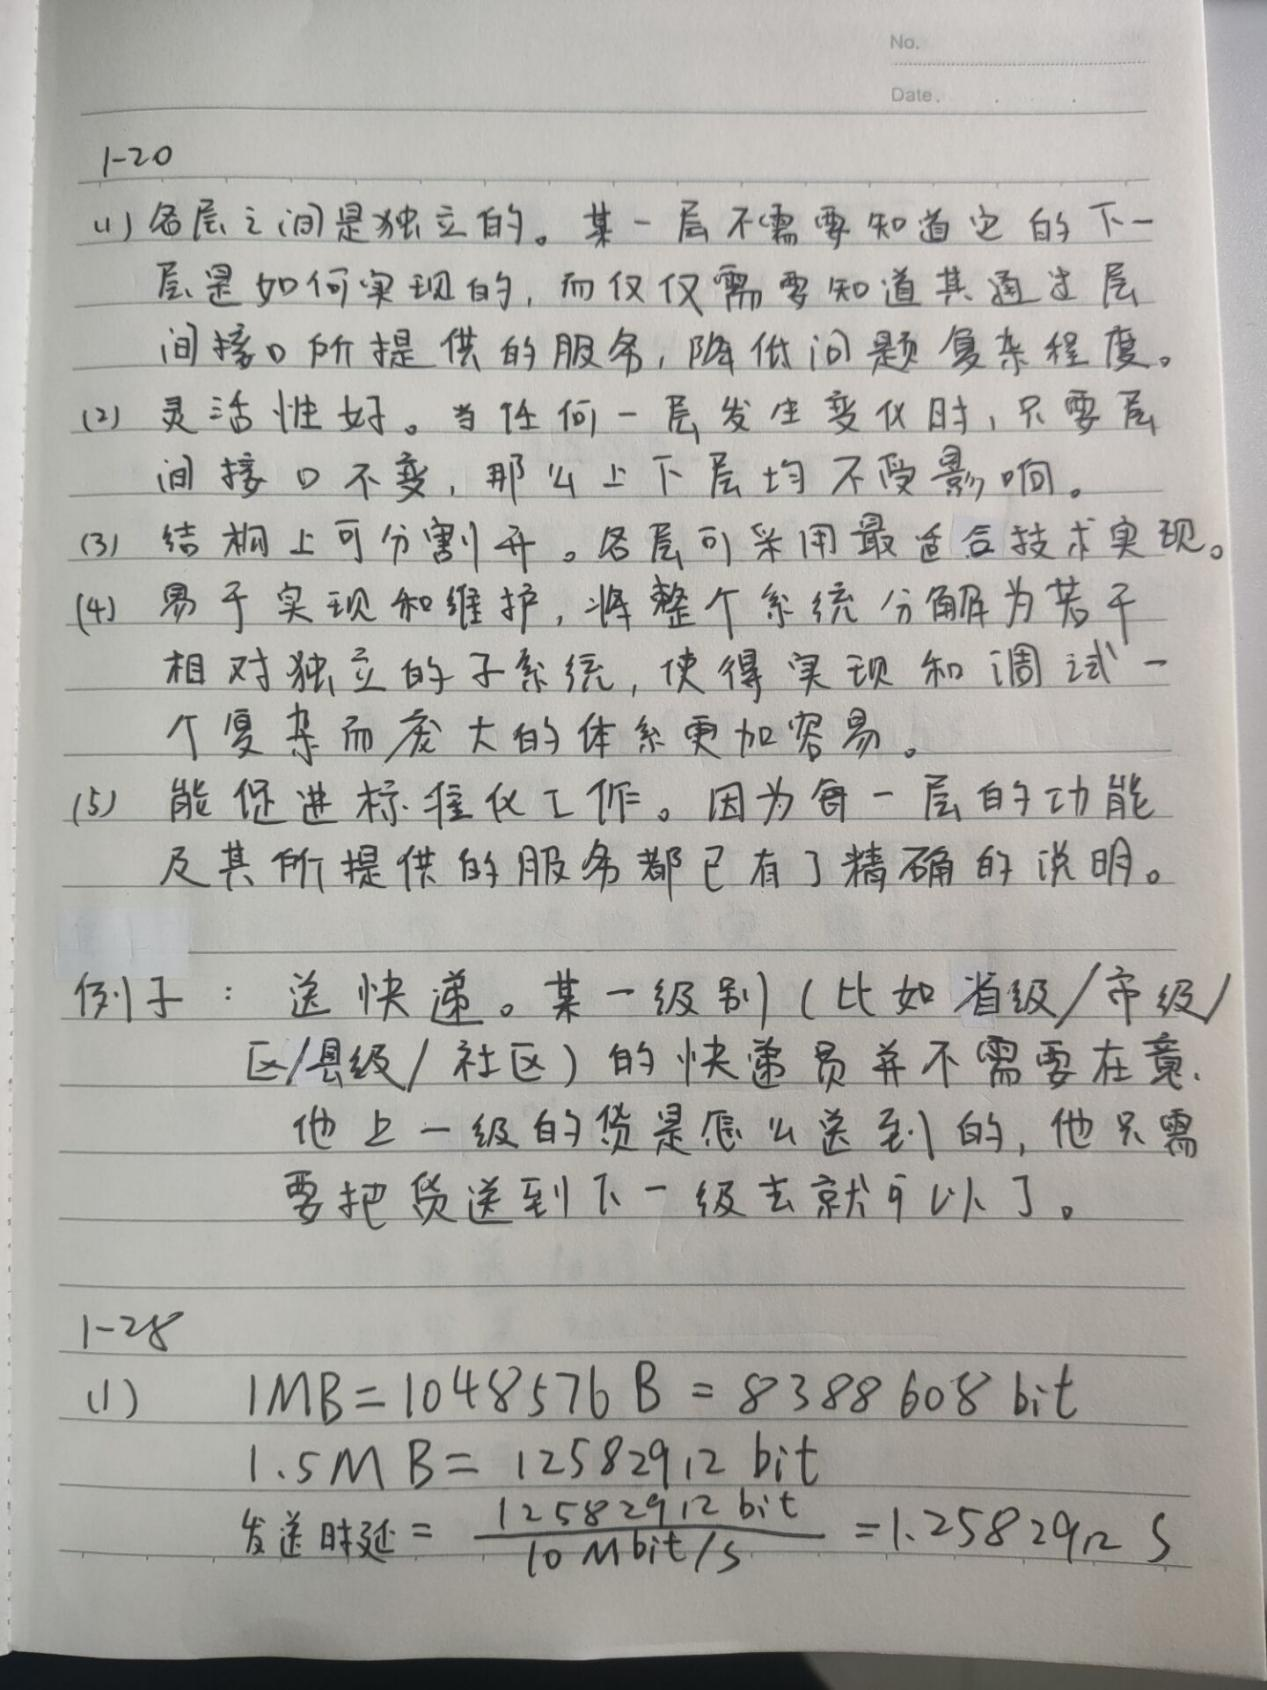 No.
Date.
1-20
(1) 各层之间是独立的。某一层不需要知道它的下一
层是如何实现的,而仅仅需要知道其通过层
间接口所提供的服务,降低问题复杂程度。
(2) 灵活性好。当任何一层发生变化时,只要层
间接口不变,那么上下层均不受影响。
(3) 结构上可分割开。各层可采用最适合技术实现。
(4) 易于实现和维护,将整个系统分解为若干
相对独立的子系统,使得实现和调试一
个复杂而庞大的体系更加容易。
(5) 能促进标准化工作。因为每一层的功能
及其所提供的服务都已有了精确的说明。
例子: 送快递。某一级别(比如省级/市级/
区/县级/社区)的快递员并不需要在意
他上一级的货是怎么送到的,他只需
要把货送到下一级去就可以了。
1-28
(1) 1MB=1048576B=8388608bit
1.5MB=12582912 bit
发送时延= 12582912 bit / 10 Mbit/s =1.2582912 S